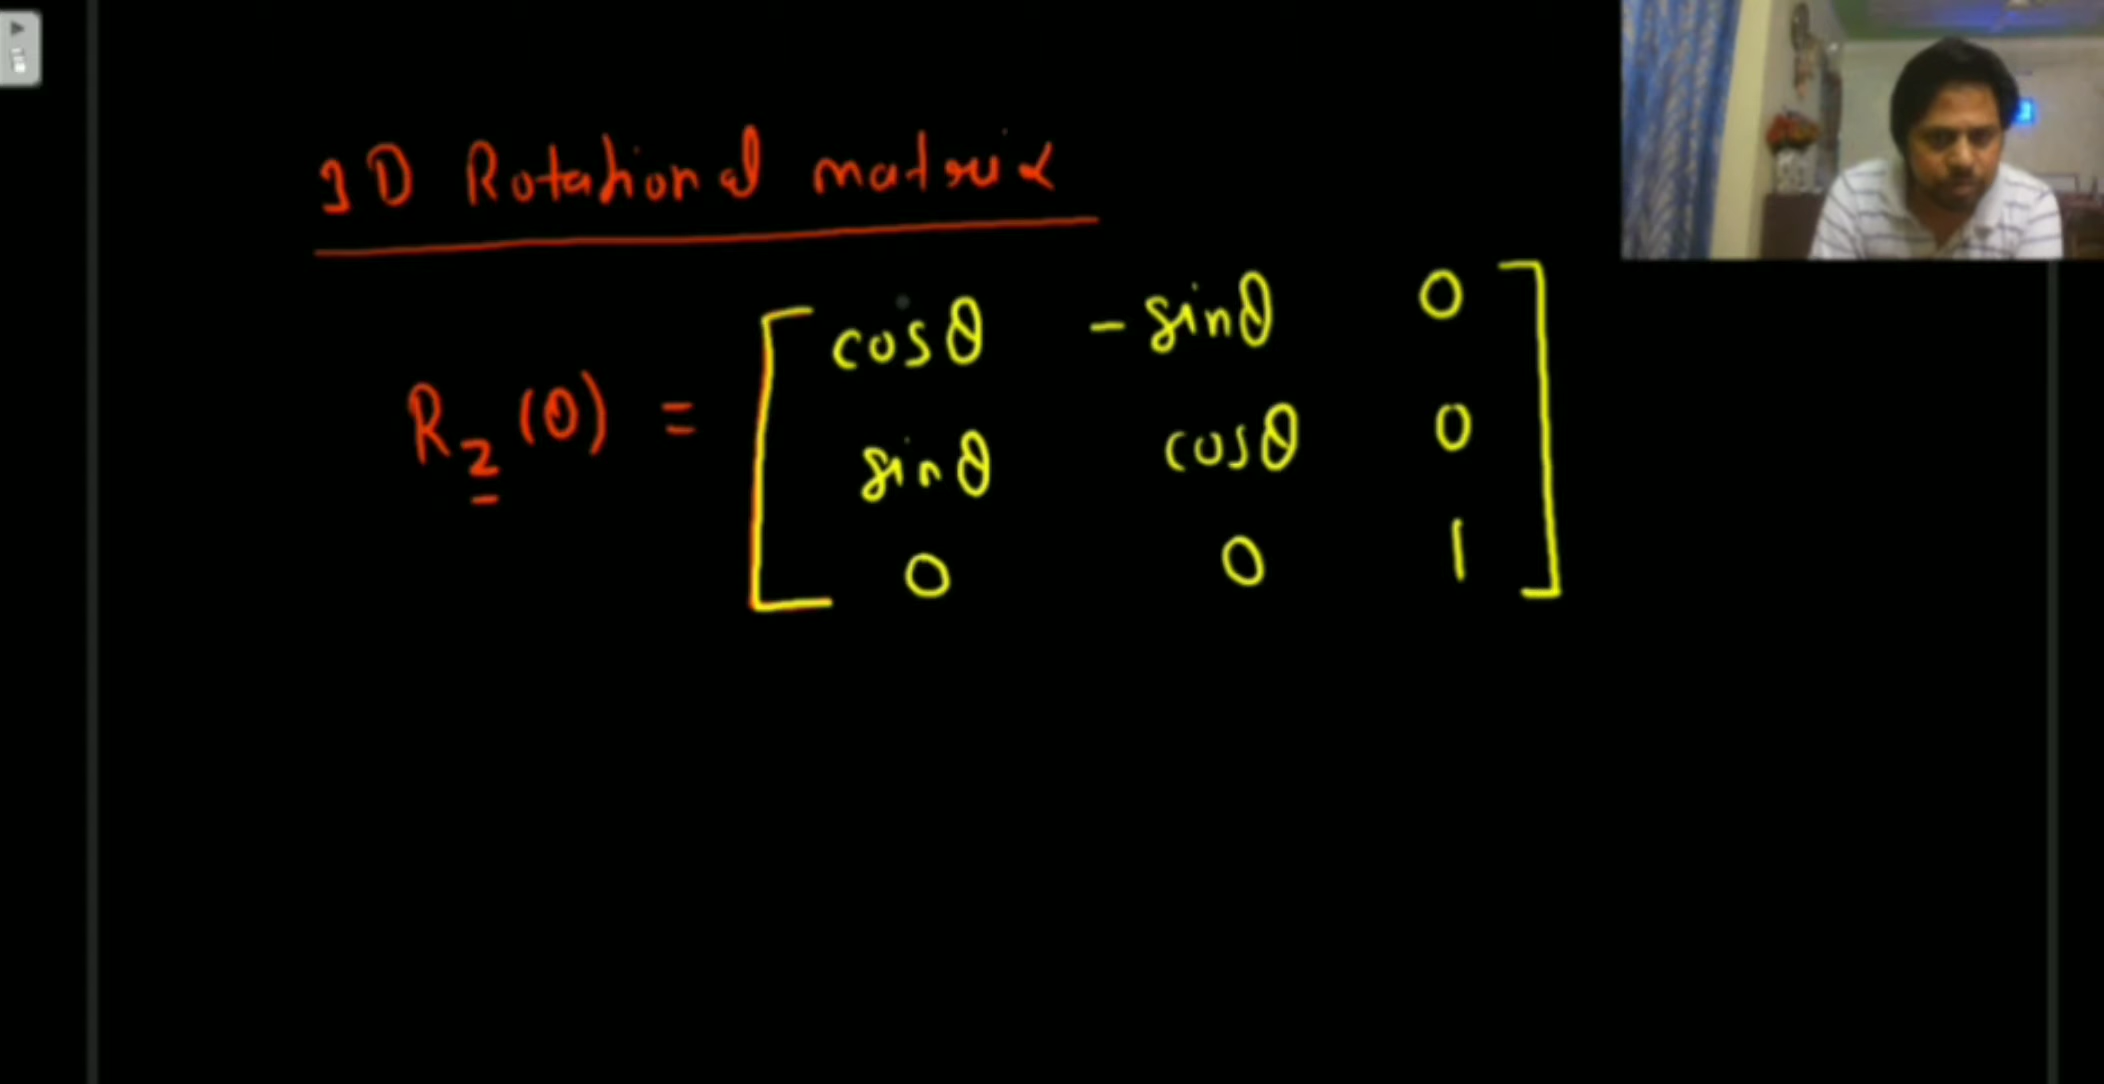 3D Rotational matrix
R_z(θ) = [ cosθ -sinθ 0
sinθ cosθ 0
0 0 1 ]